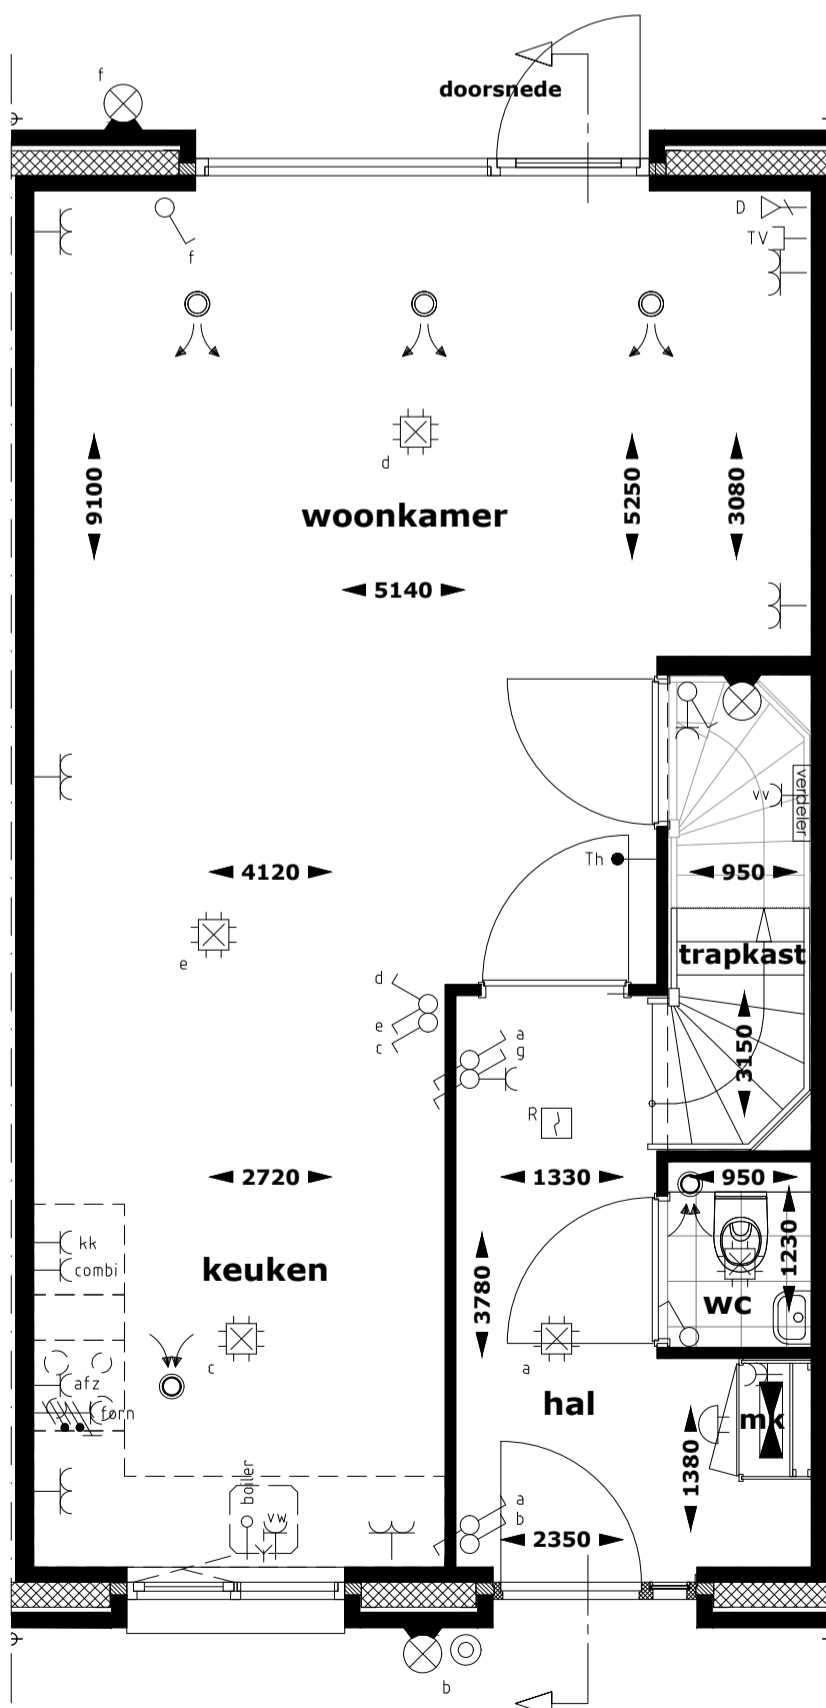 f
doorsnede
D
TV
f
d
9100
5250
3080
woonkamer
5140
verdeler
vv
Th
4120
950
trapkast
e
d
e
c
a
g
3150
R
2720
1330
950
kk
combi
keuken
3780
1230
wc
c
a
afz
forn
hal
mk
1380
boiler
vw
a
b
2350
b